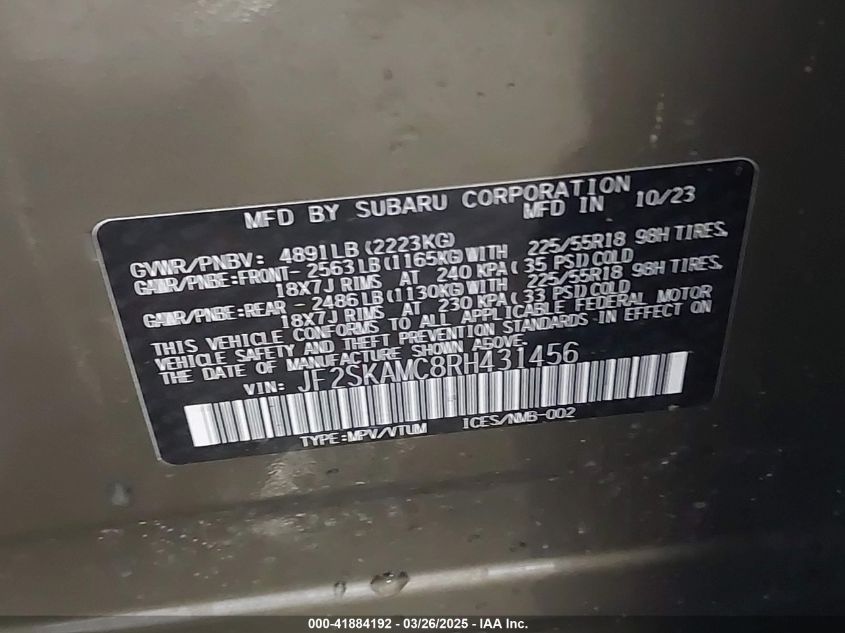 MFD BY SUBARU CORPORATION
MFD IN 10/23
GVWR/PNBV: 4891LB (2223KG)
GAWR/PNBE:FRONT- 2563LB(1165KG)WITH 225/55R18 98H TIRES,
18X7J RIMS AT 240 KPA( 35 PSI) COLD
GAWR/PNBE:REAR - 2486LB(1130KG)WITH 225/55R18 98H TIRES,
18X7J RIMS AT 230 KPA( 33 PSI) COLD
THIS VEHICLE CONFORMS TO ALL APPLICABLE FEDERAL MOTOR
VEHICLE SAFETY AND THEFT PREVENTION STANDARDS IN EFFECT ON
THE DATE OF MANUFACTURE SHOWN ABOVE.
VIN: JF2SKAMC8RH431456
TYPE:MPV/VTUM ICES/NMB-002
000-41884192 - 03/26/2025 - IAA Inc.